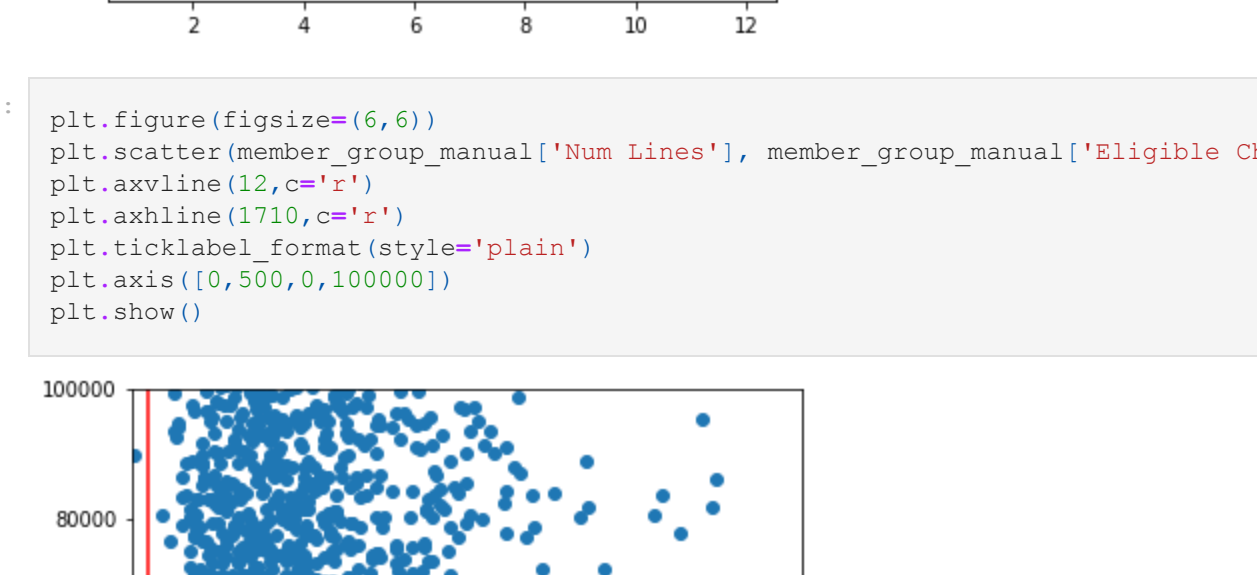 2 4 6 8 10 12
:
plt.figure(figsize=(6,6))
plt.scatter(member_group_manual['Num Lines'], member_group_manual['Eligible Ch
plt.axvline(12,c='r')
plt.axhline(1710,c='r')
plt.ticklabel_format(style='plain')
plt.axis([0,500,0,100000])
plt.show()
100000
80000